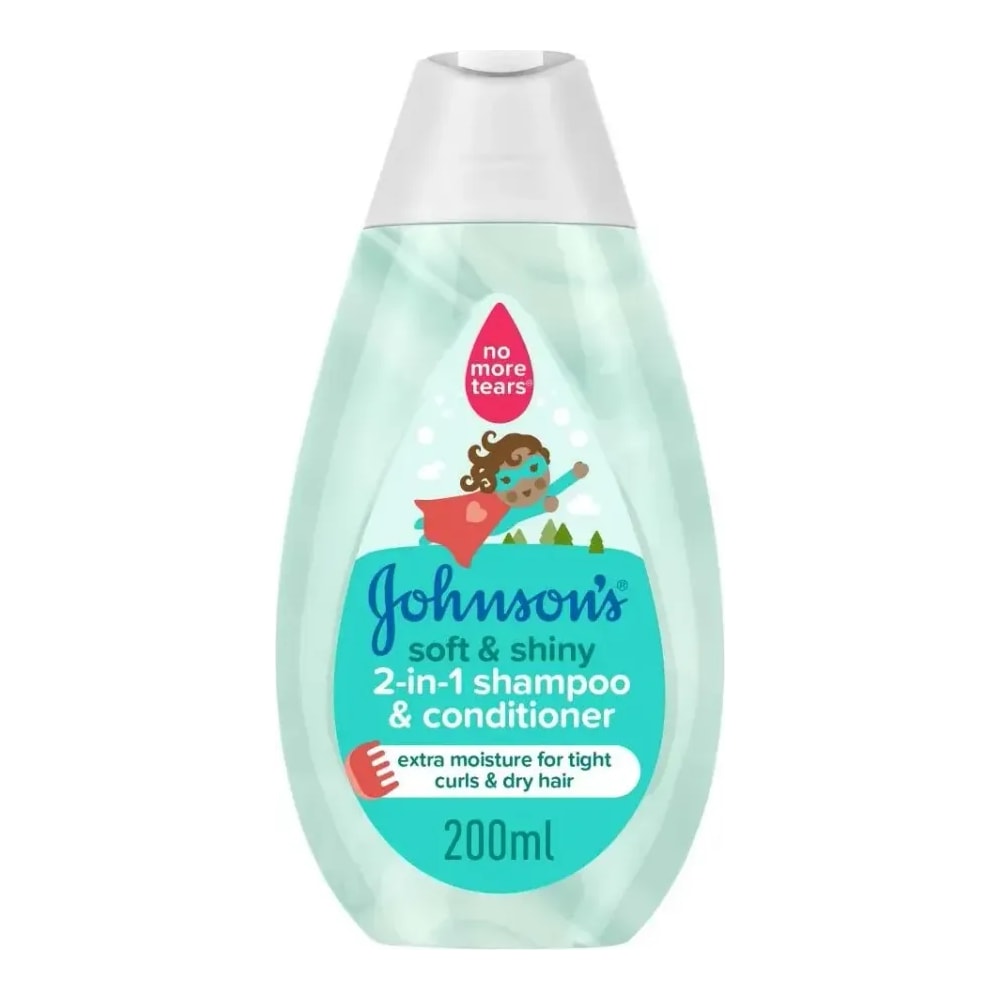 no
more
tears®
Johnson's®
soft & shiny
2-in-1 shampoo
& conditioner
extra moisture for tight
curls & dry hair
200ml